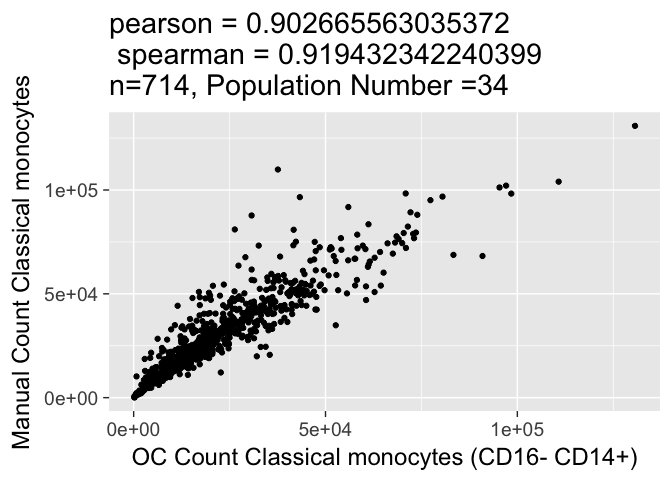 pearson = 0.902665563035372
spearman = 0.919432342240399
n=714, Population Number =34
Manual Count Classical monocytes
1e+05
5e+04
0e+00
0e+00
5e+04
1e+05
OC Count Classical monocytes (CD16- CD14+)